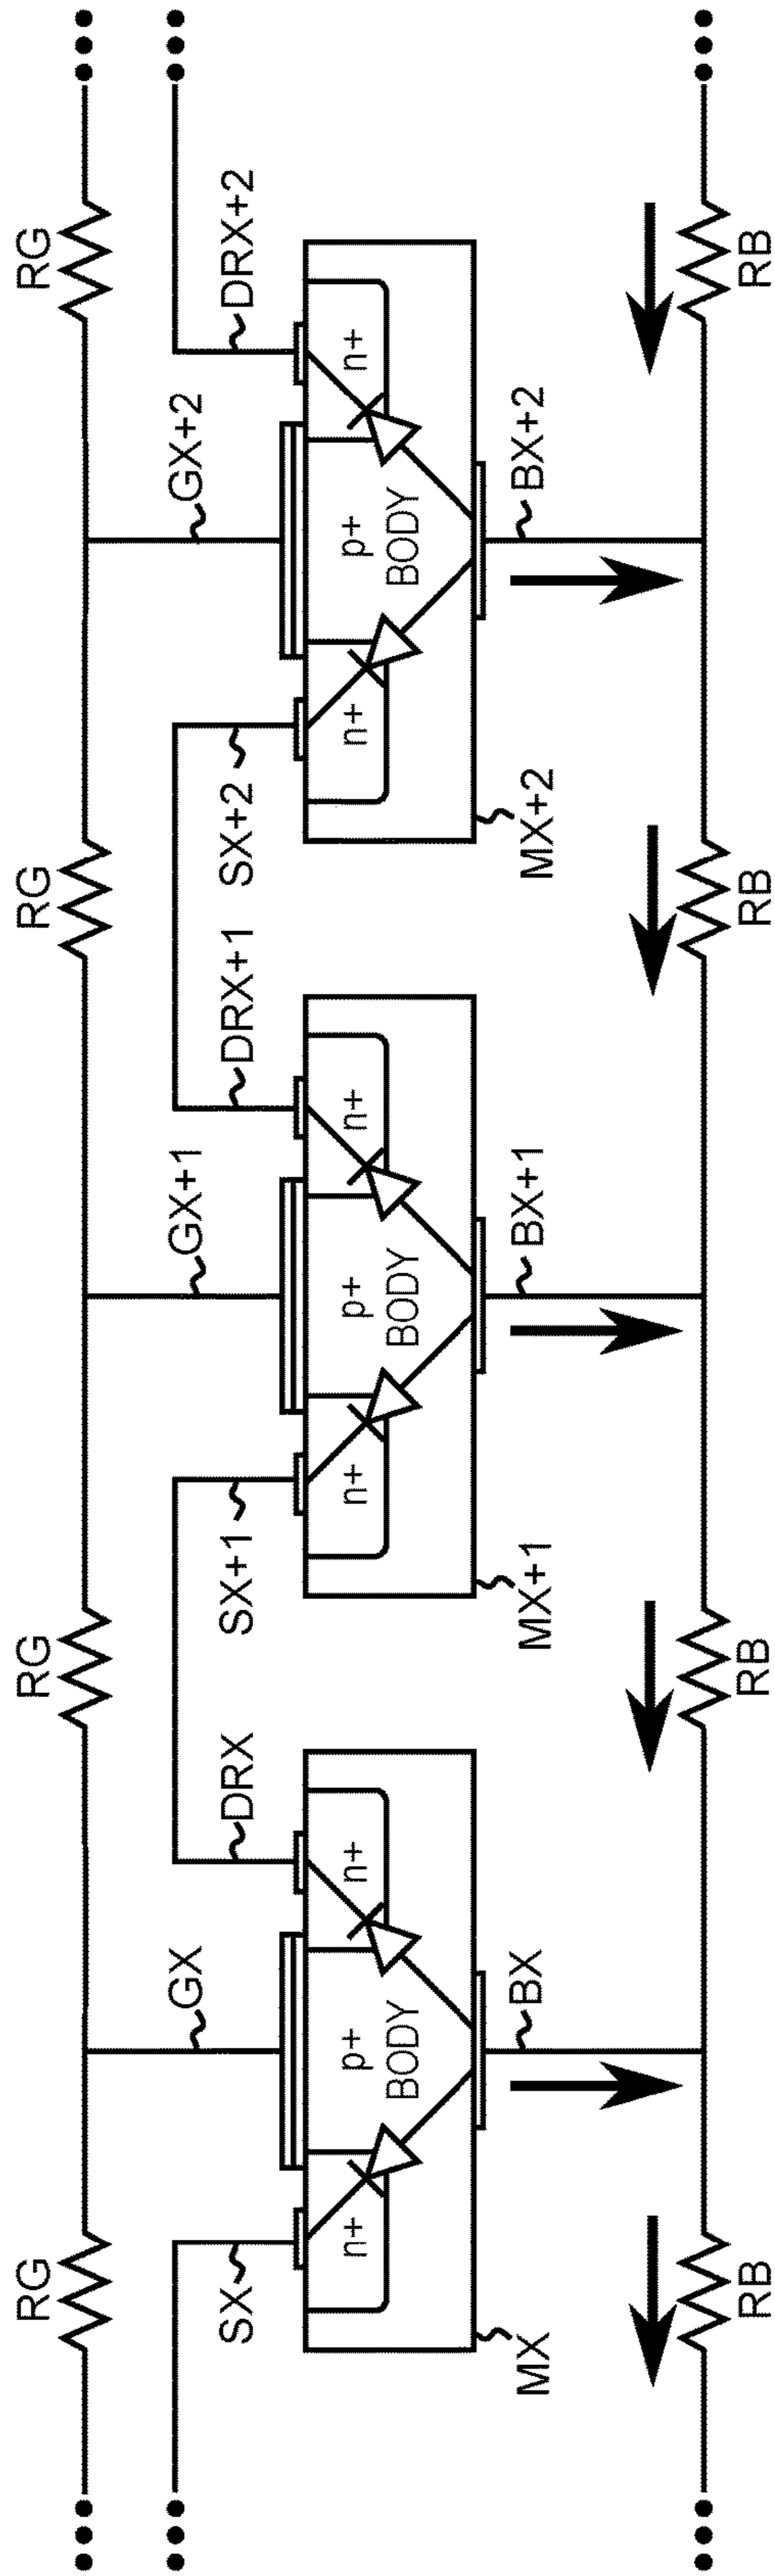 RG
RG
RG
RG
GX
GX+1
GX+2
SX
DRX
SX+1
DRX+1
SX+2
DRX+2
n+
p+
BODY
n+
n+
p+
BODY
n+
n+
p+
BODY
n+
MX
BX
MX+1
BX+1
MX+2
BX+2
RB
RB
RB
RB